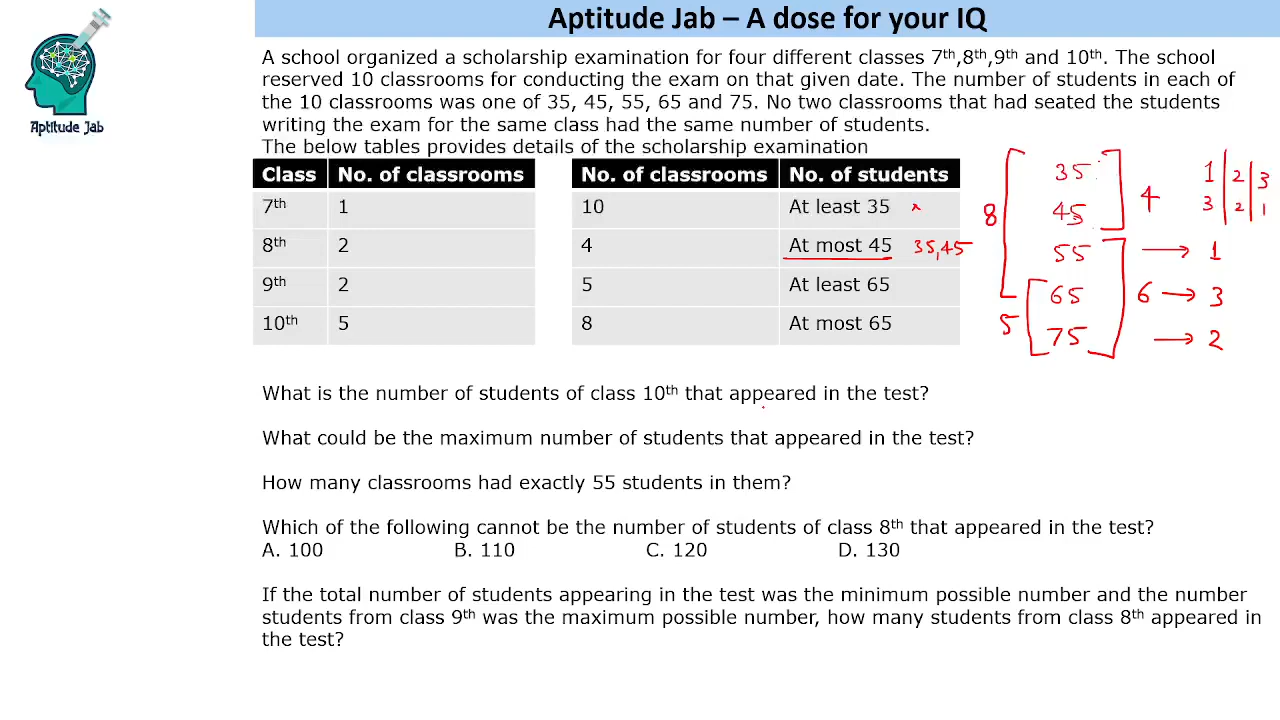 Aptitude Jab – A dose for your IQ
Aptitude Jab
A school organized a scholarship examination for four different classes 7th,8th,9th and 10th. The school
reserved 10 classrooms for conducting the exam on that given date. The number of students in each of
the 10 classrooms was one of 35, 45, 55, 65 and 75. No two classrooms that had seated the students
writing the exam for the same class had the same number of students.
The below tables provides details of the scholarship examination
Class No. of classrooms
7th 1
8th 2
9th 2
10th 5
No. of classrooms No. of students
10 At least 35 x
4 At most 45 35,45
5 At least 65
8 At most 65
8 35 4 1 2 3
45 3 2 1
55 → 1
5 65 6 → 3
75 → 2
What is the number of students of class 10th that appeared in the test?
What could be the maximum number of students that appeared in the test?
How many classrooms had exactly 55 students in them?
Which of the following cannot be the number of students of class 8th that appeared in the test?
A. 100 B. 110 C. 120 D. 130
If the total number of students appearing in the test was the minimum possible number and the number
students from class 9th was the maximum possible number, how many students from class 8th appeared in
the test?